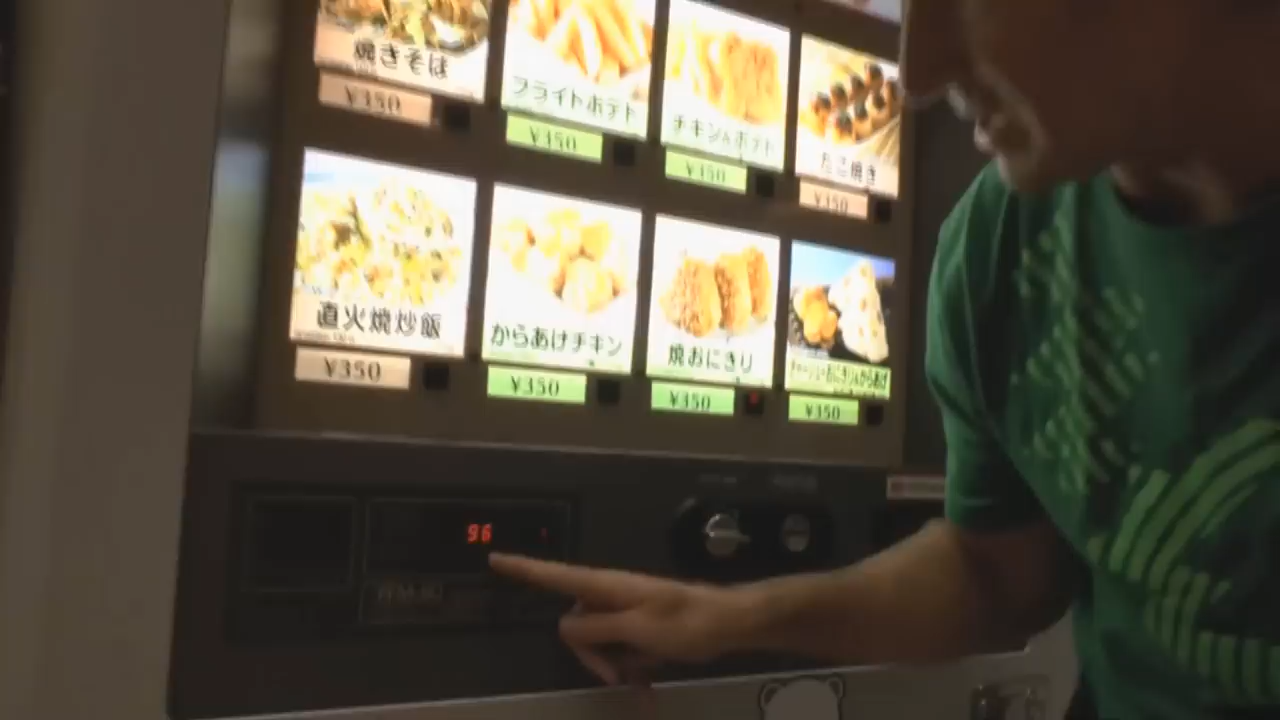 焼きそば
フライドポテト
チキン&ポテト
たこ焼き
¥350
¥350
¥350
¥350
直火焼炒飯
からあけチキン
焼おにぎり
¥350
¥350
¥350
¥350
96